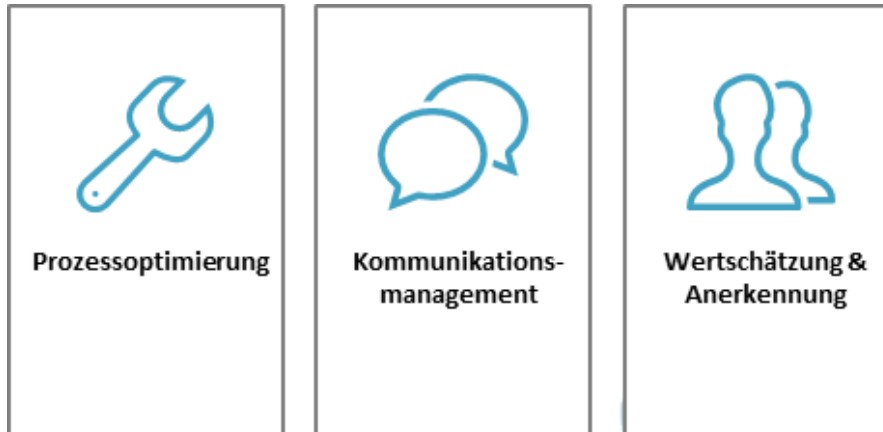 Prozessoptimierung
Kommunikations-
management
Wertschätzung &
Anerkennung